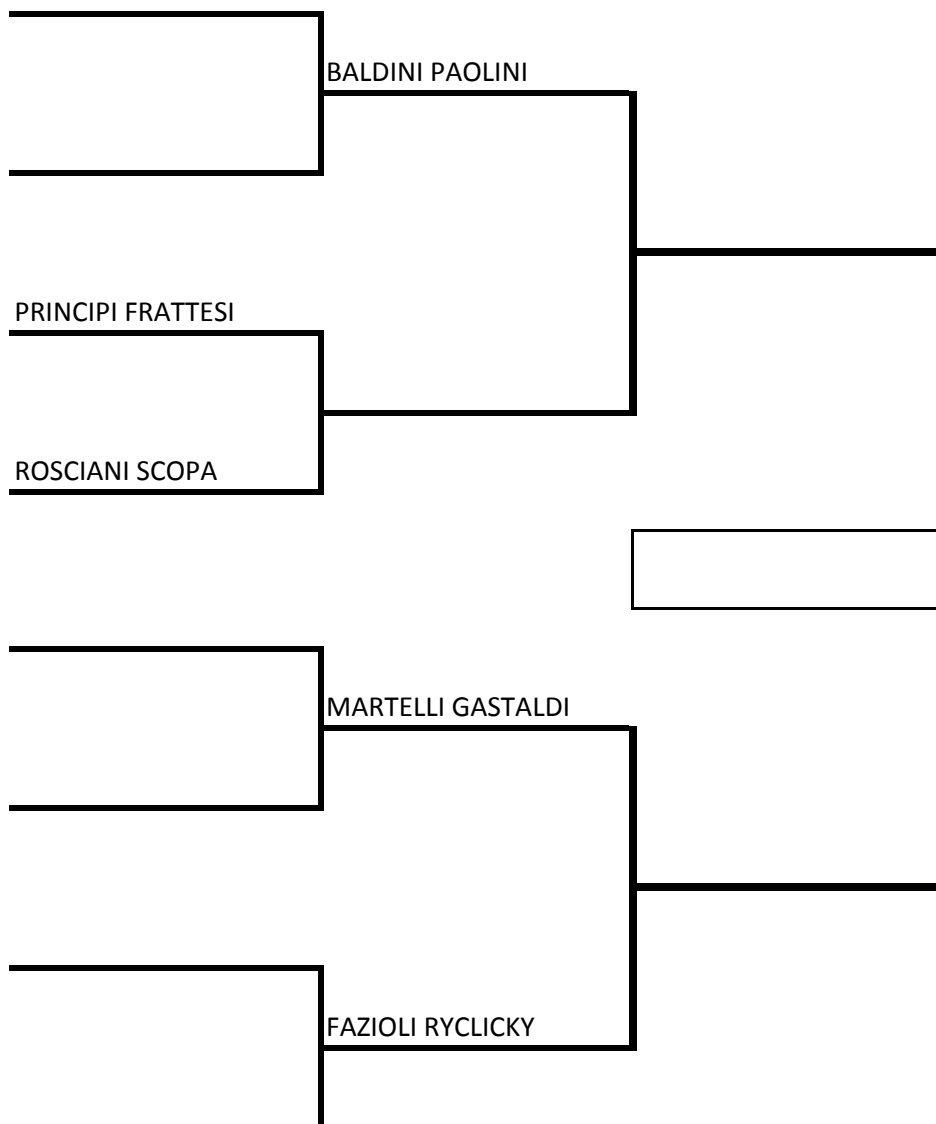 BALDINI PAOLINI
PRINCIPI FRATTESI
ROSCIANI SCOPA
MARTELLI GASTALDI
FAZIOLI RYCLICKY